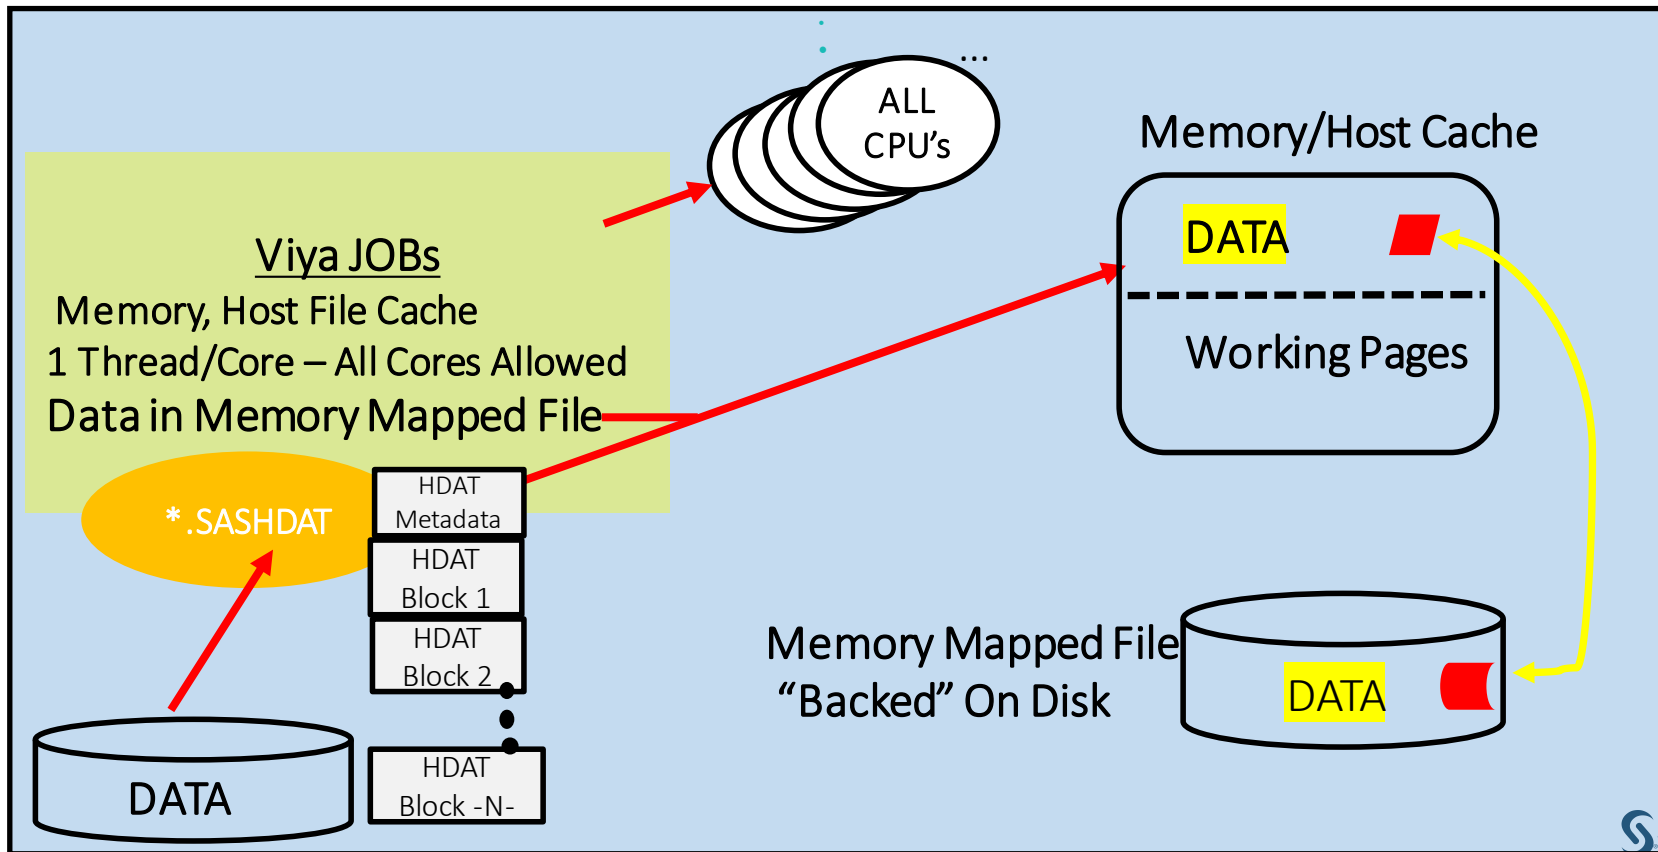 ...
ALL
CPU’s
Memory/Host Cache
DATA
Working Pages
Viya JOBs
Memory, Host File Cache
1 Thread/Core – All Cores Allowed
Data in Memory Mapped File
*.SASHDAT
HDAT
Metadata
HDAT
Block 1
HDAT
Block 2
HDAT
Block -N-
DATA
Memory Mapped File
“Backed” On Disk
DATA